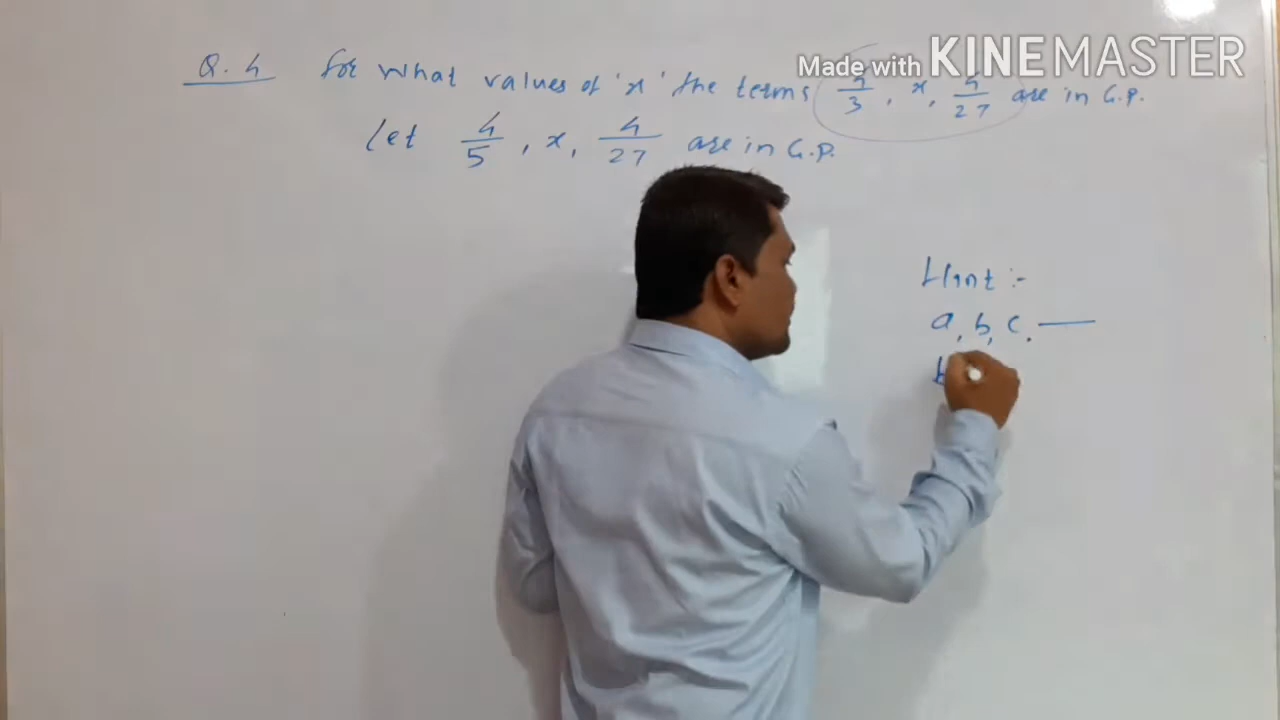 Made with KINEMASTER
Q. 4 For what values of 'x' the terms 4/3, x, 4/27 are in G.P.
Let 4/5, x, 4/27 are in G.P.
Hint :-
a, b, c, —
b